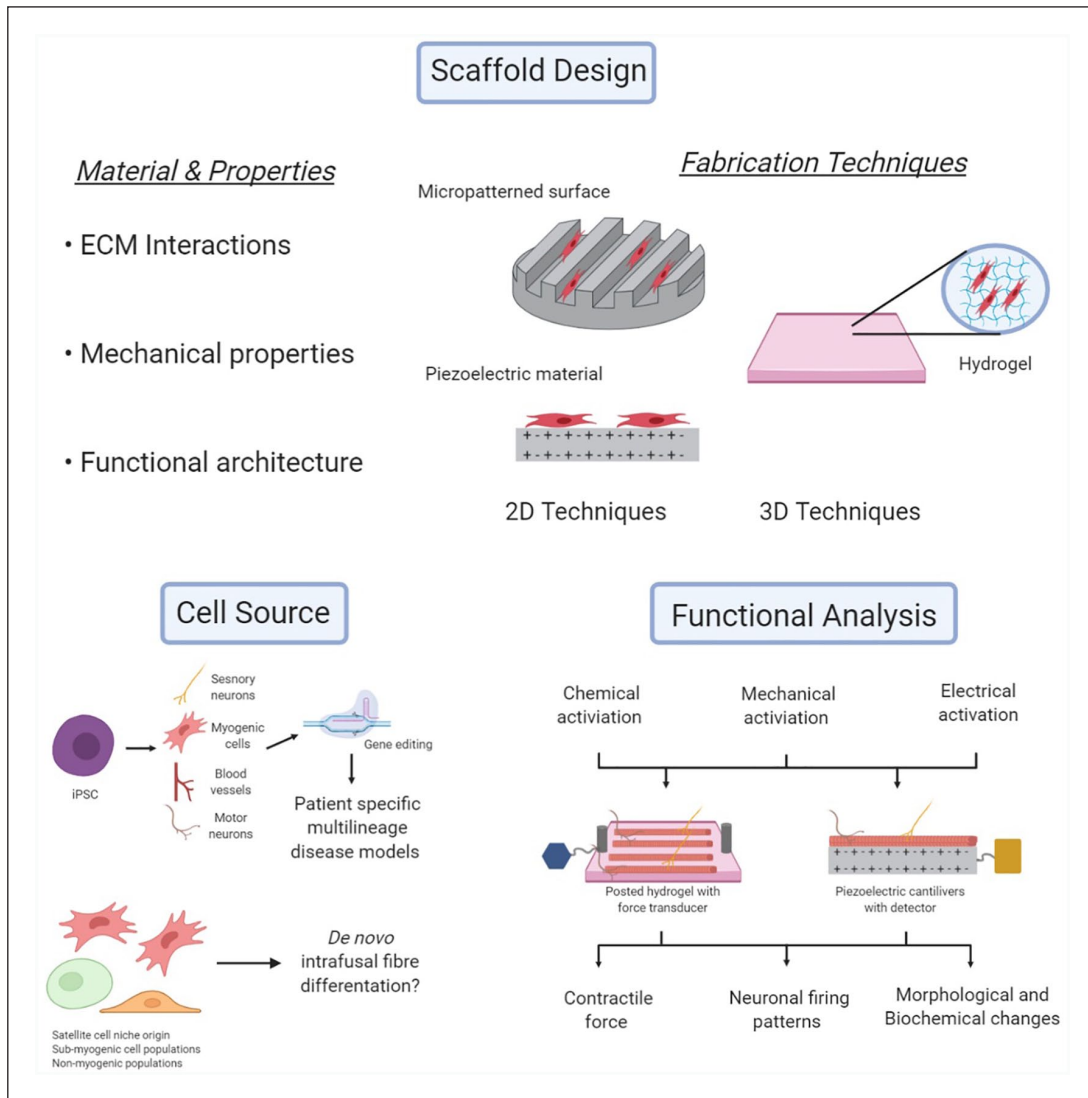 Scaffold Design
Material & Properties
• ECM Interactions
• Mechanical properties
• Functional architecture
Fabrication Techniques
Micropatterned surface
Piezoelectric material
+ - + - + - + - + - + - + - + -
+ - + - + - + - + - + - + - + -
Hydrogel
2D Techniques
3D Techniques
Cell Source
iPSC
Sesnory
neurons
Myogenic
cells
Blood
vessels
Motor
neurons
Gene editing
Patient specific
multilineage
disease models
De novo
intrafusal fibre
differentation?
Satellite cell niche origin
Sub-myogenic cell populations
Non-myogenic populations
Functional Analysis
Chemical
activiation
Mechanical
activiation
Electrical
activation
Posted hydrogel with
force transducer
+ - + - + - + - + - + - + - + -
+ - + - + - + - + - + - + - + -
Piezoelectric cantilivers
with detector
Contractile
force
Neuronal firing
patterns
Morphological and
Biochemical changes